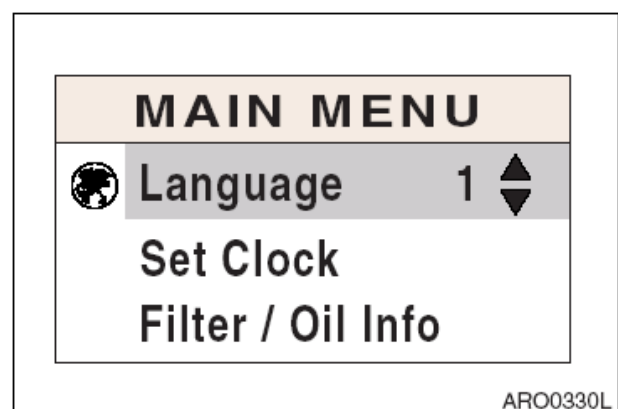 MAIN MENU
Language 1
Set Clock
Filter / Oil Info
ARO0330L